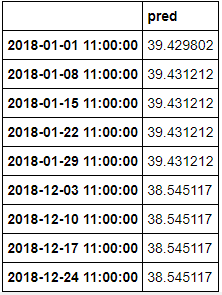 pred
2018-01-01 11:00:00 39.429802
2018-01-08 11:00:00 39.431212
2018-01-15 11:00:00 39.431212
2018-01-22 11:00:00 39.431212
2018-01-29 11:00:00 39.431212
2018-12-03 11:00:00 38.545117
2018-12-10 11:00:00 38.545117
2018-12-17 11:00:00 38.545117
2018-12-24 11:00:00 38.545117